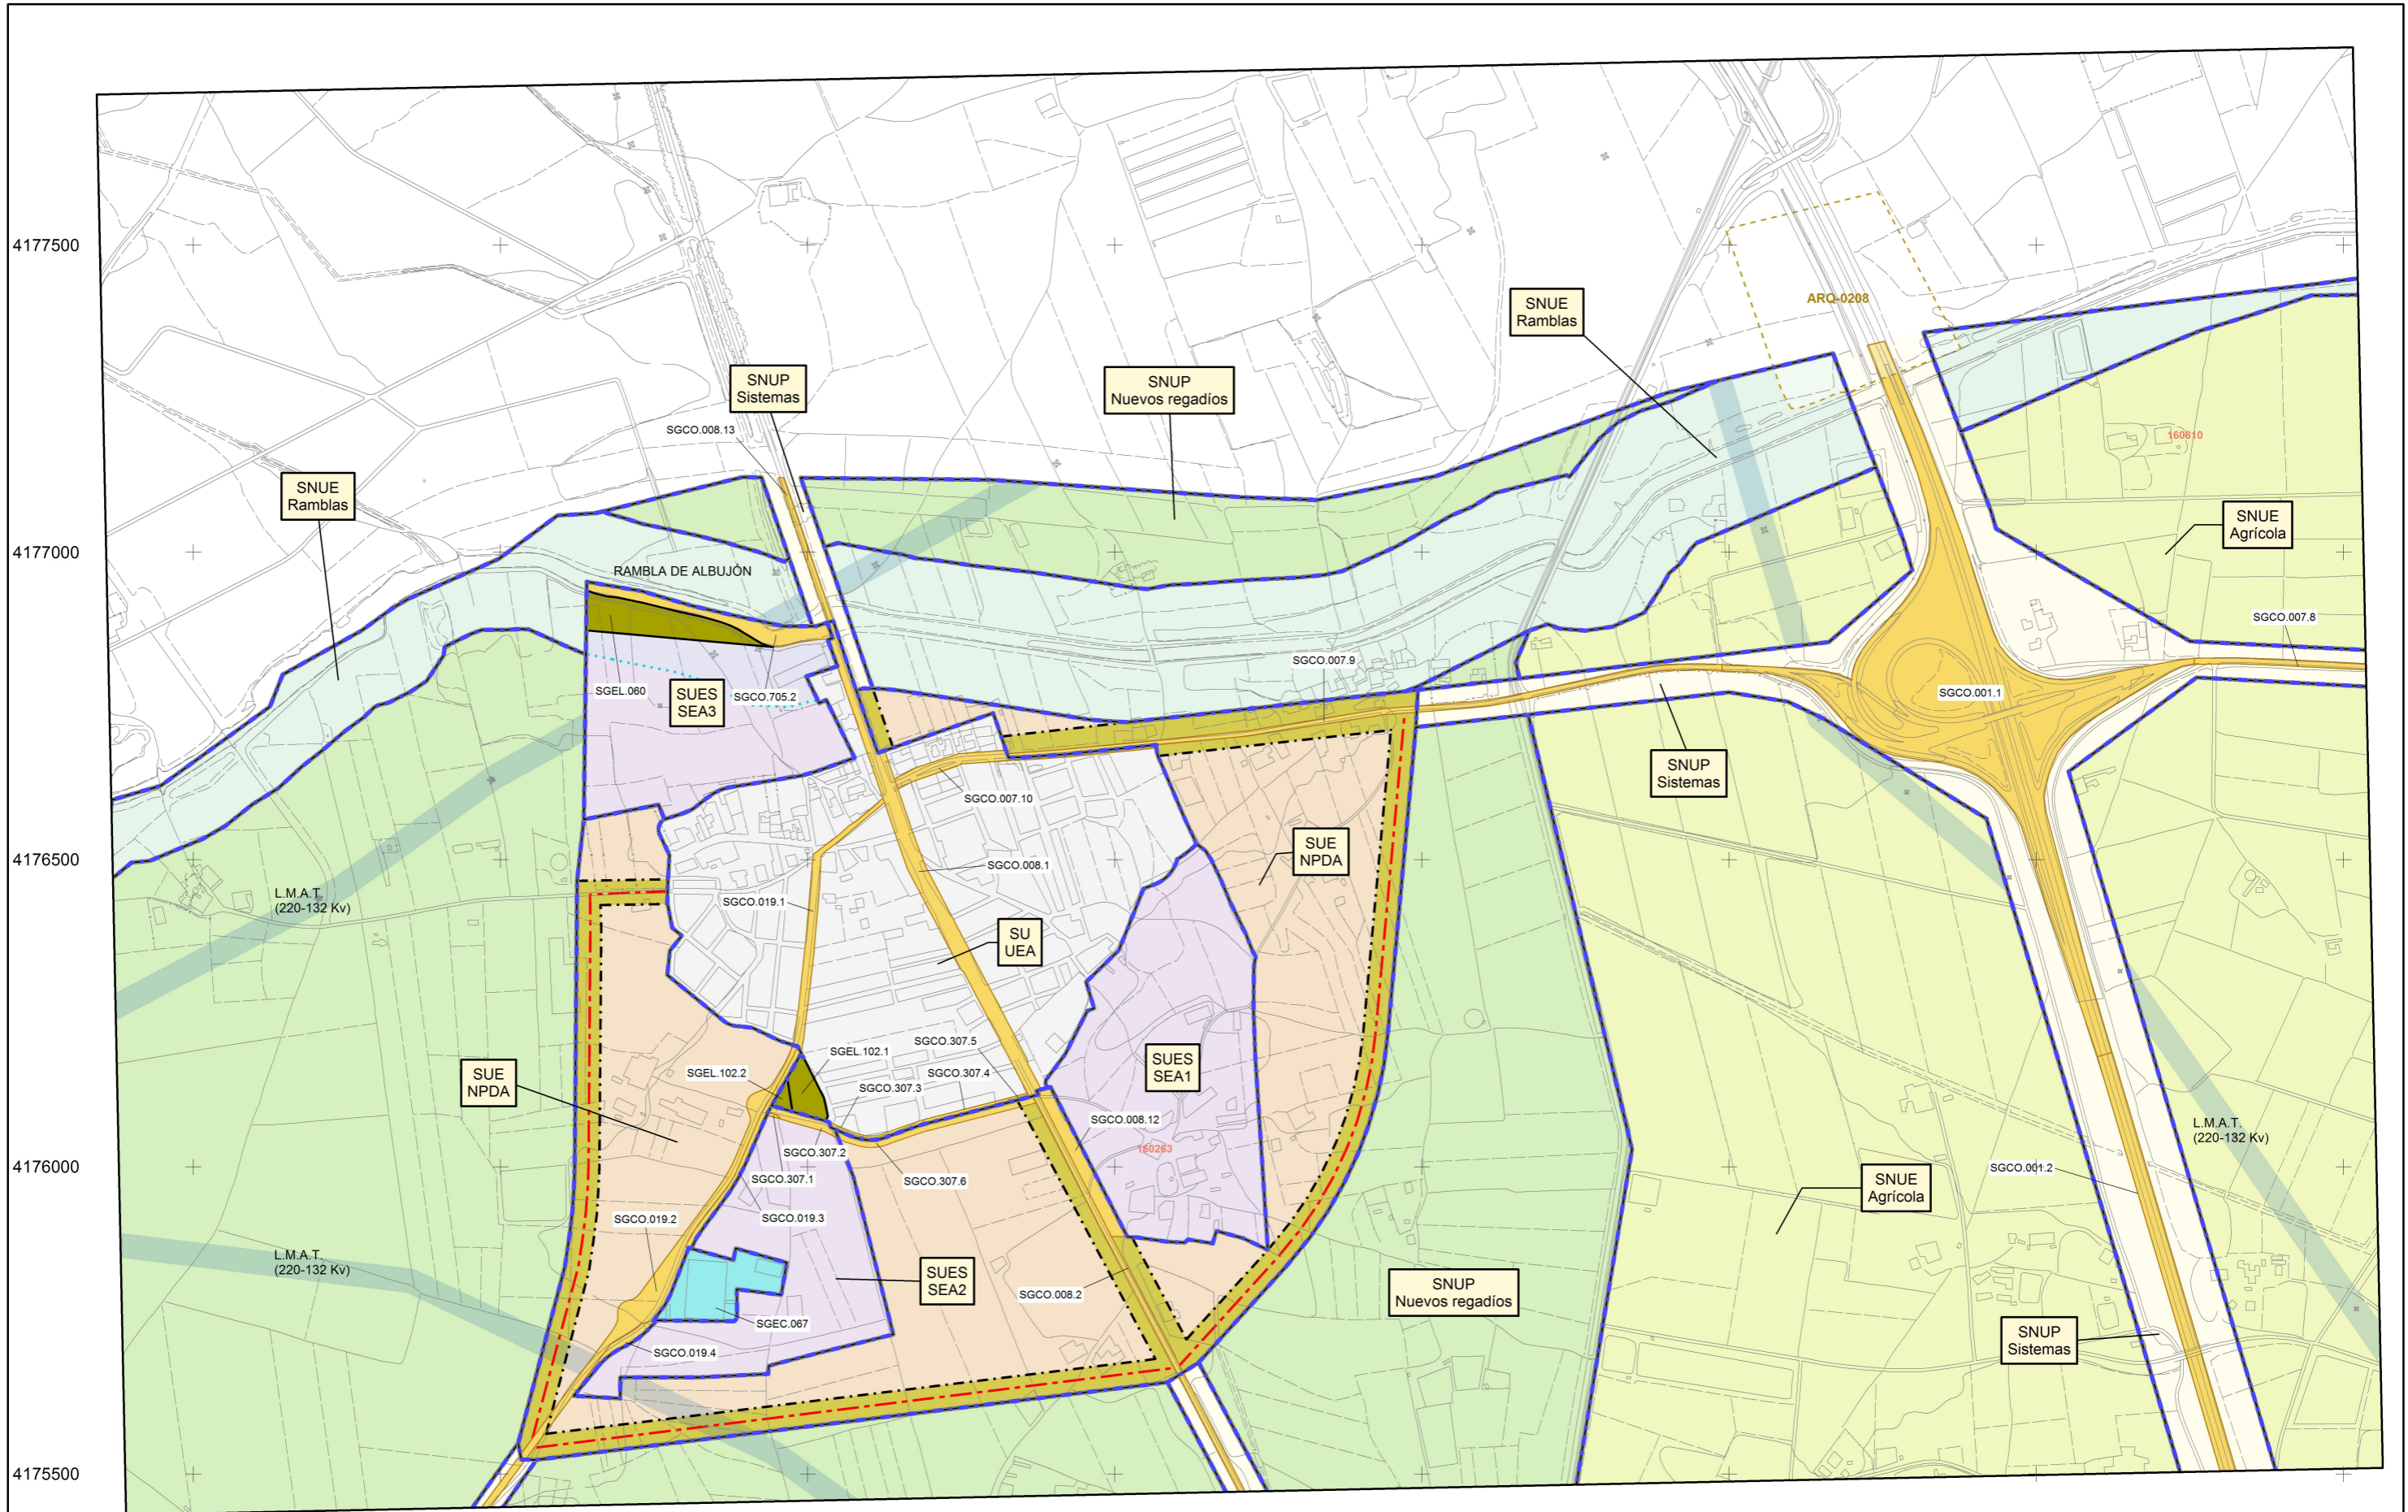 4177500
ARQ-0208
SNUE
Ramblas
SNUP
Sistemas
SNUP
Nuevos regadíos
SGCO.008.13
160810
SNUE
Ramblas
SNUE
Agrícola
4177000
RAMBLA DE ALBUJÓN
SGCO.007.8
SGCO.007.9
SGEL.060
SUES
SEA3
SGCO.705.2
SGCO.001.1
SNUP
Sistemas
SGCO.007.10
SUE
NPDA
4176500
SGCO.008.1
L.M.A.T.
(220-132 Kv)
SGCO.019.1
SU
UEA
SGCO.307.5
SGEL.102.1
SUES
SEA1
SUE
NPDA
SGEL.102.2
SGCO.307.3
SGCO.307.4
SGCO.008.12
L.M.A.T.
(220-132 Kv)
160263
SGCO.307.2
4176000
SGCO.001.2
SGCO.307.1
SGCO.307.6
SNUE
Agrícola
SGCO.019.2
SGCO.019.3
L.M.A.T.
(220-132 Kv)
SUES
SEA2
SGCO.008.2
SNUP
Nuevos regadíos
SGEC.067
SNUP
Sistemas
SGCO.019.4
4175500